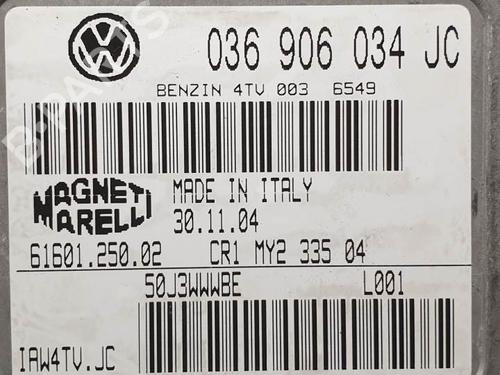 036 906 034 JC
BENZIN 4TV 003 6549
MAGNETI MARELLI
MADE IN ITALY
30.11.04
61601.250.02 CR1 MY2 335 04
50J3WWWBE L001
IAW4TV.JC
B-PARTS